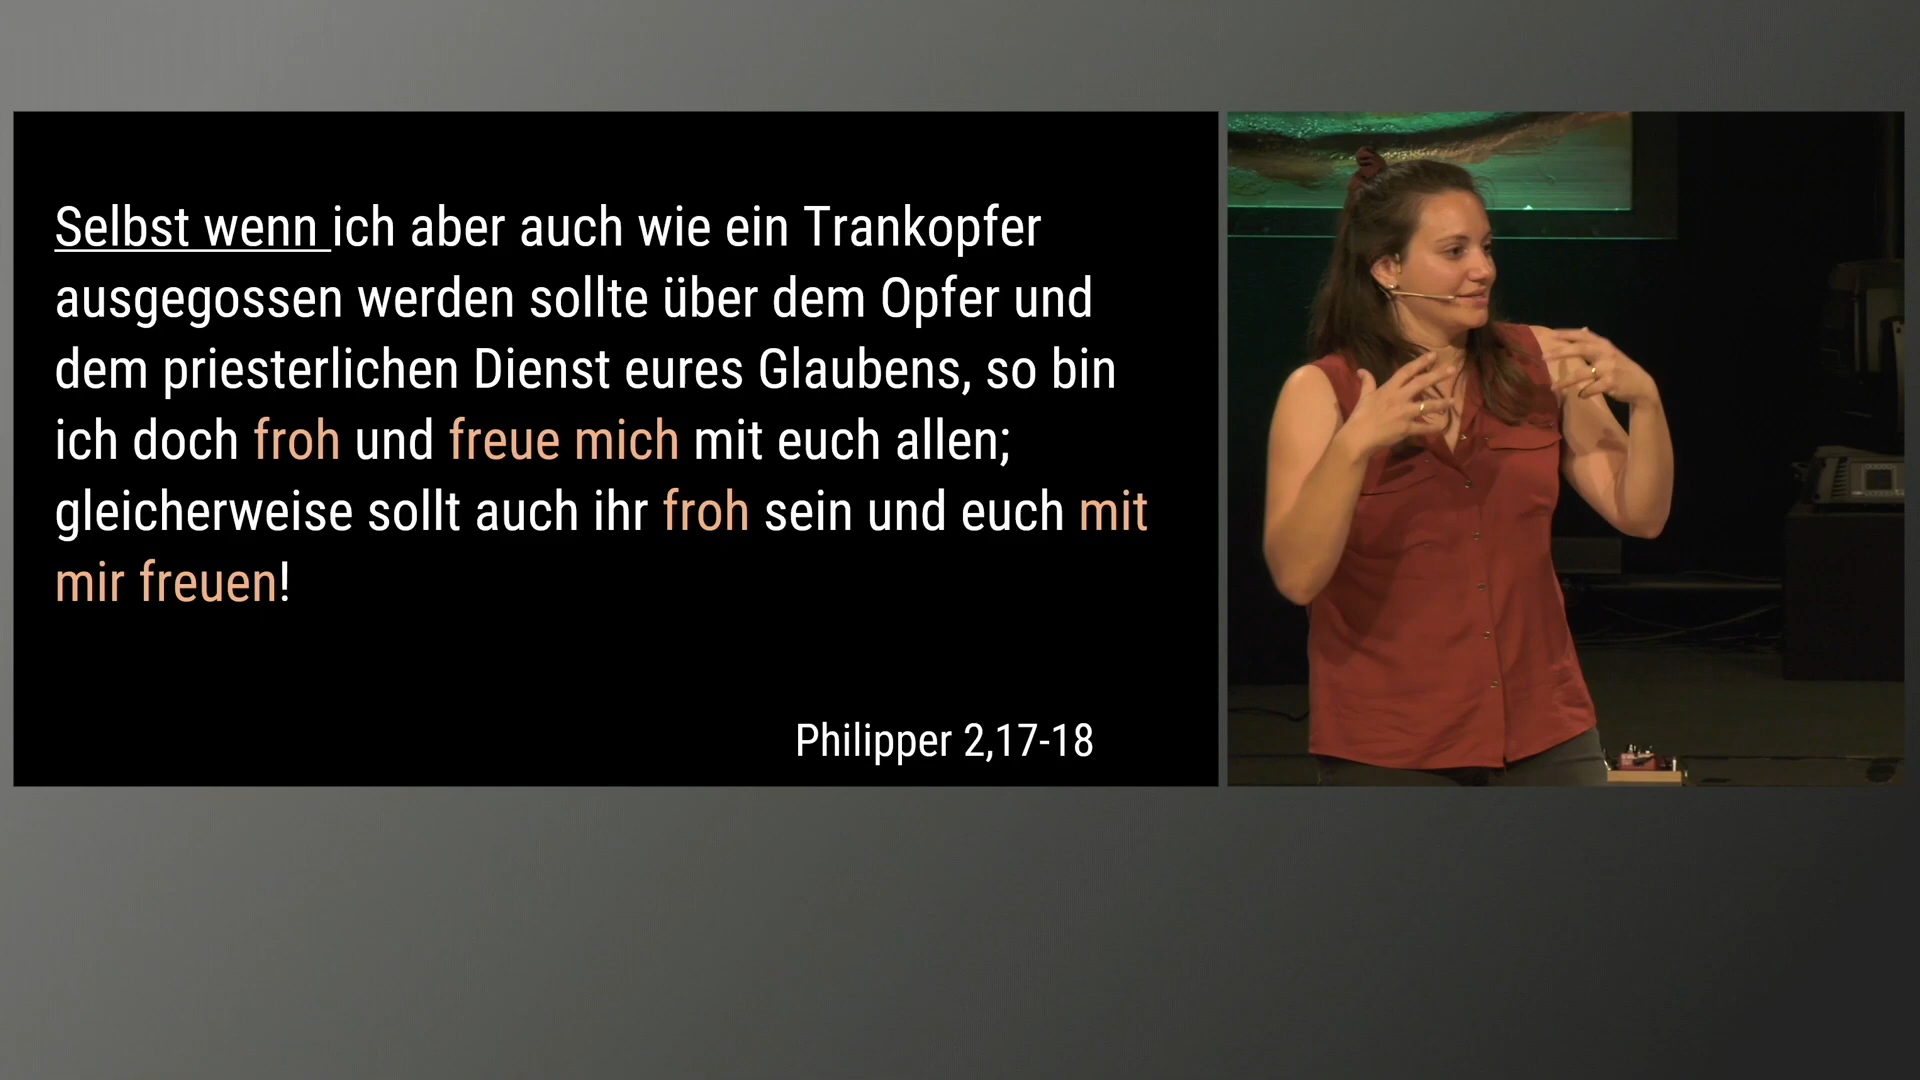 Selbst wenn ich aber auch wie ein Trankopfer
ausgegossen werden sollte über dem Opfer und
dem priesterlichen Dienst eures Glaubens, so bin
ich doch froh und freue mich mit euch allen;
gleicherweise sollt auch ihr froh sein und euch mit
mir freuen!
Philipper 2,17-18